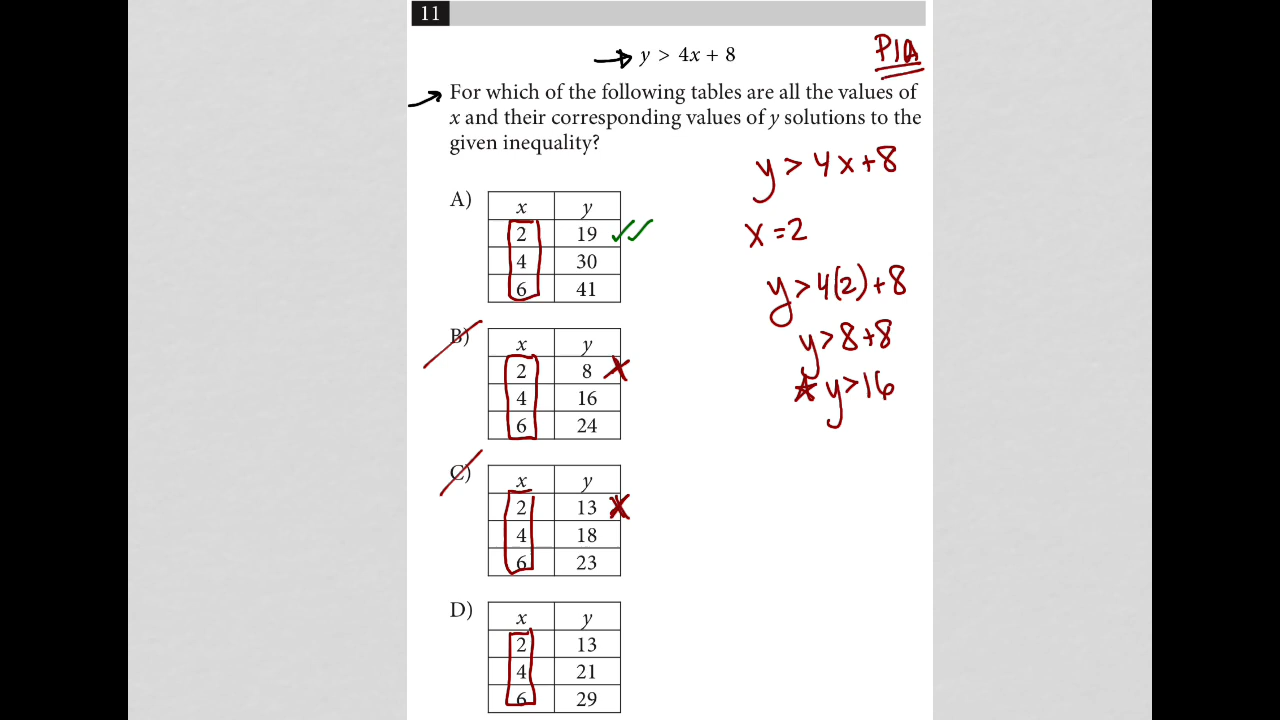 11
y > 4x + 8
PIA
For which of the following tables are all the values of
x and their corresponding values of y solutions to the
given inequality?
y > 4x+8
x = 2
y > 4(2) + 8
y > 8+8
y > 16
A)
x y
2 19
4 30
6 41
B)
x y
2 8
4 16
6 24
C)
x y
2 13
4 18
6 23
D)
x y
2 13
4 21
6 29